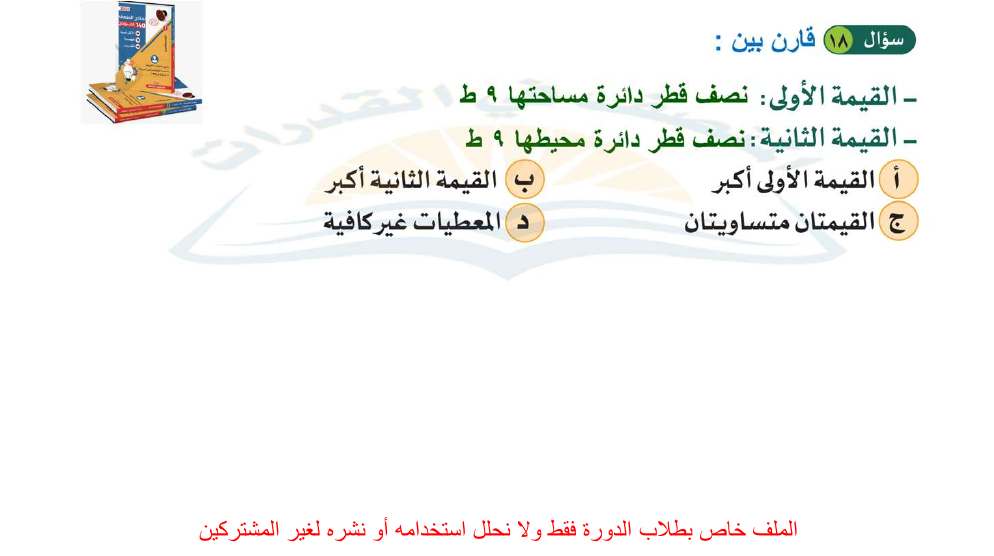 سؤال ١٨ قارن بين :
– القيمة الأولى: نصف قطر دائرة مساحتها ٩ ط
– القيمة الثانية: نصف قطر دائرة محيطها ٩ ط
أ القيمة الأولى أكبر ب القيمة الثانية أكبر
ج القيمتان متساويتان د المعطيات غير كافية
الملف خاص بطلاب الدورة فقط ولا نحلل استخدامه أو نشره لغير المشتركين